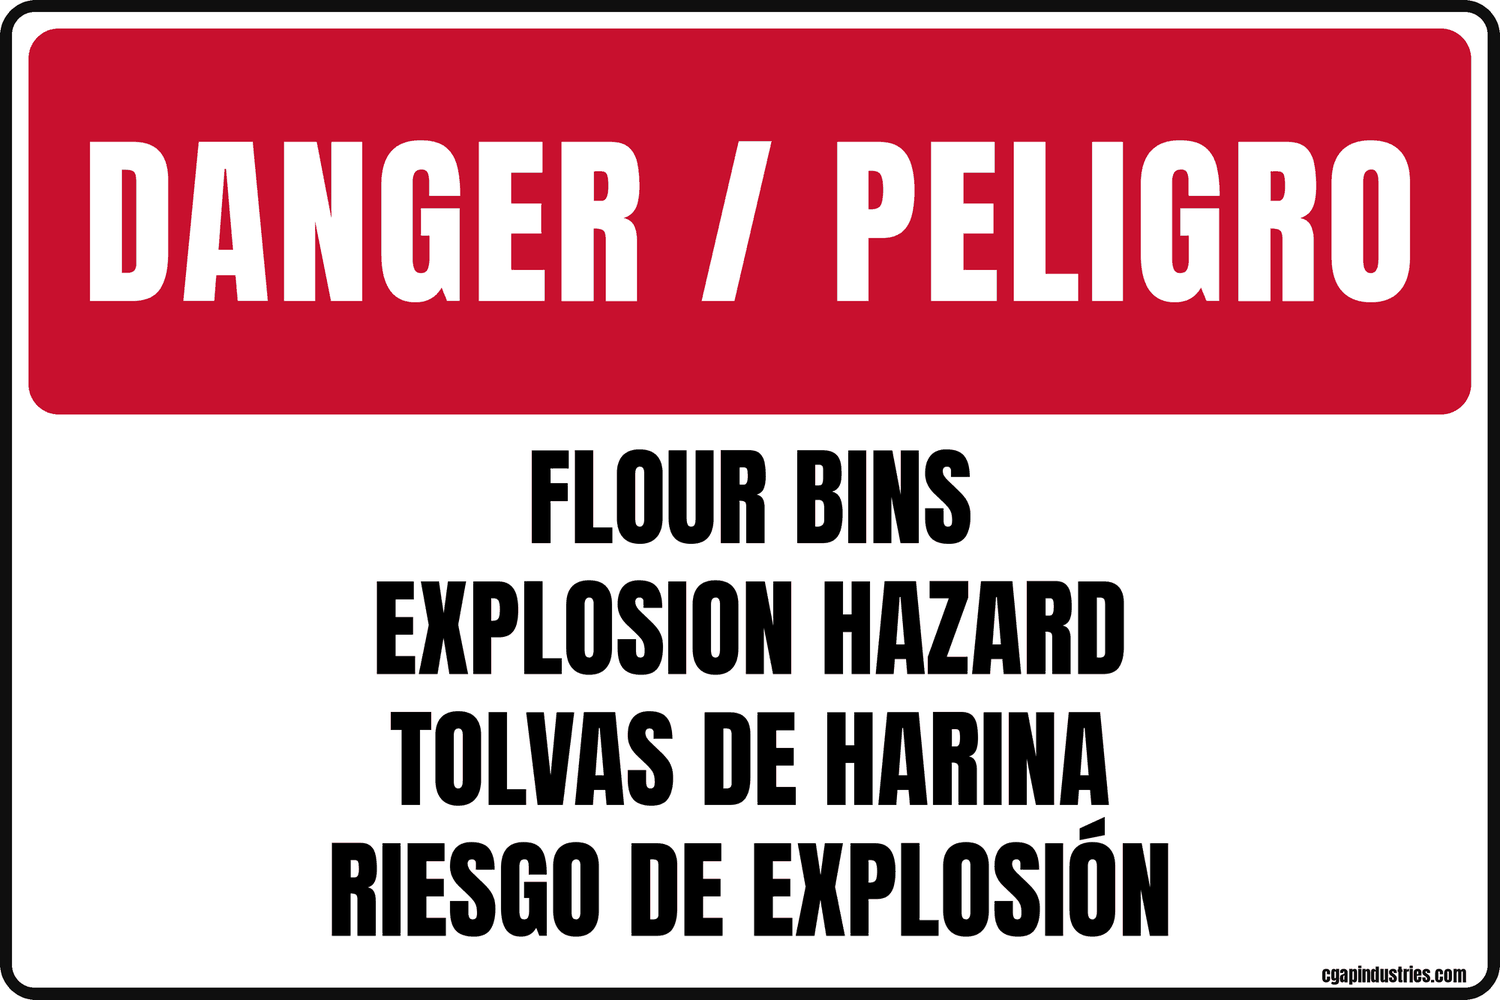 DANGER / PELIGRO
FLOUR BINS
EXPLOSION HAZARD
TOLVAS DE HARINA
RIESGO DE EXPLOSIÓN
cgapindustries.com